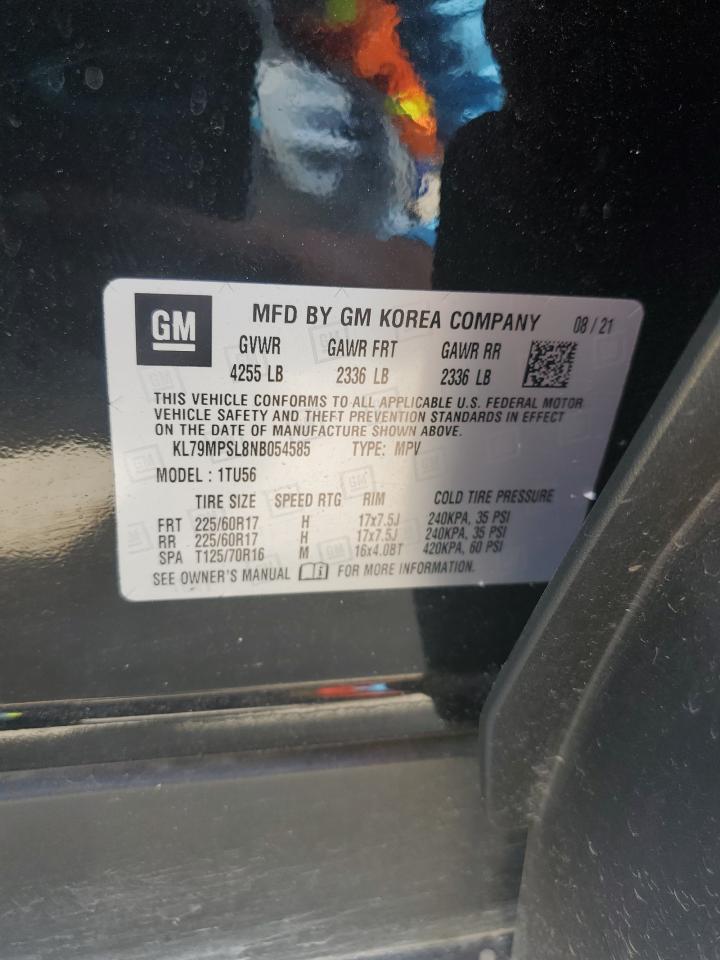 GM MFD BY GM KOREA COMPANY 08/21
GVWR GAWR FRT GAWR RR
4255 LB 2336 LB 2336 LB
THIS VEHICLE CONFORMS TO ALL APPLICABLE U.S. FEDERAL MOTOR
VEHICLE SAFETY AND THEFT PREVENTION STANDARDS IN EFFECT
ON THE DATE OF MANUFACTURE SHOWN ABOVE.
KL79MPSL8NB054585 TYPE: MPV
MODEL : 1TU56
TIRE SIZE SPEED RTG RIM COLD TIRE PRESSURE
FRT 225/60R17 H 17x7.5J 240KPA, 35 PSI
RR 225/60R17 H 17x7.5J 240KPA, 35 PSI
SPA T125/70R16 M 16x4.0BT 420KPA, 60 PSI
SEE OWNER'S MANUAL FOR MORE INFORMATION.